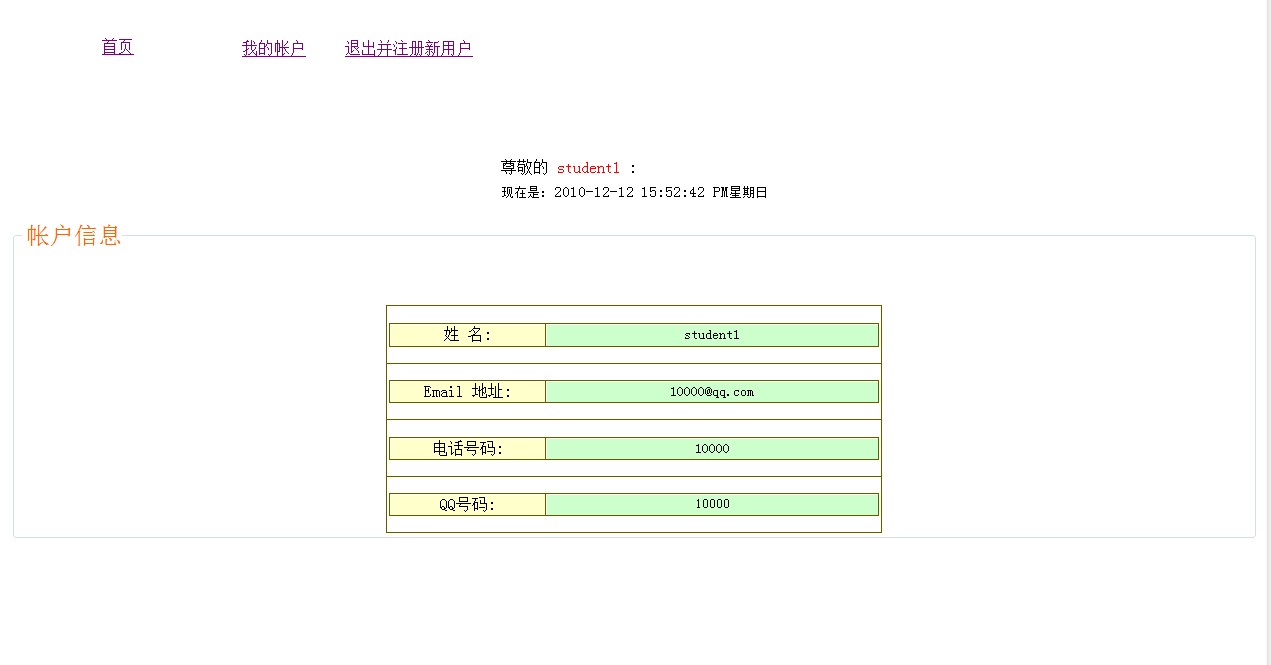 首页 我的帐户 退出并注册新用户
尊敬的 student1 :
现在是: 2010-12-12 15:52:42 PM星期日
帐户信息
姓 名: student1
Email 地址: 10000@qq.com
电话号码: 10000
QQ号码: 10000